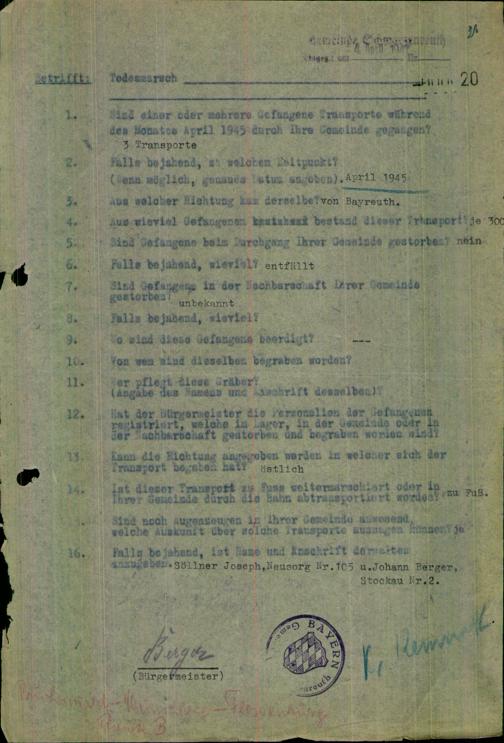 Gemeinde Schwarzenreuth
20
Betrifft: Todesmarsch
1. Sind einer oder mehrere Gefangene Transporte während
des Monates April 1945 durch Ihre Gemeinde gegangen?
3 Transporte
2. Falls bejahend, zu welchen Zeitpunkt?
(Wenn möglich, genaues Datum angeben). April 1945
3. Aus welcher Richtung kam derselbe? von Bayreuth.
4. Aus wieviel Gefangenen bestand dieser Transport? je 300
5. Sind Gefangene beim Durchgang Ihrer Gemeinde gestorben? nein
6. Falls bejahend, wieviel? entfällt
7. Sind Gefangene in der Nachbarschaft Ihrer Gemeinde
gestorben? unbekannt
8. Falls bejahend, wieviel?
9. Wo sind diese Gefangene beerdigt? ---
10. Von wem sind dieselben begraben worden?
11. Wer pflegt diese Gräber?
(Angabe des Namens und Anschrift desselben)?
12. Hat der Bürgermeister die Personalien der Gefangenen
registriert, welche in Lager, in der Gemeinde oder in
der Nachbarschaft gestorben und begraben worden sind?
13. Kann die Richtung angegeben werden in welcher sich der
Transport begeben hat? östlich
14. Ist dieser Transport zu Fuss weitermarschiert oder in
Ihrer Gemeinde durch die Bahn abtransportiert worden? zu Fuß.
Sind noch Augenzeugen in Ihrer Gemeinde anwesend,
welche Auskunft über solche Transporte aussagen können? je
16. Falls bejahend, ist Name und Anschrift derselben
anzugeben. Söllner Joseph, Neusorg Nr.105 u. Johann Berger,
Stockau Nr.2.
Berger
(Bürgermeister)
BAYERN
K. Kemnath